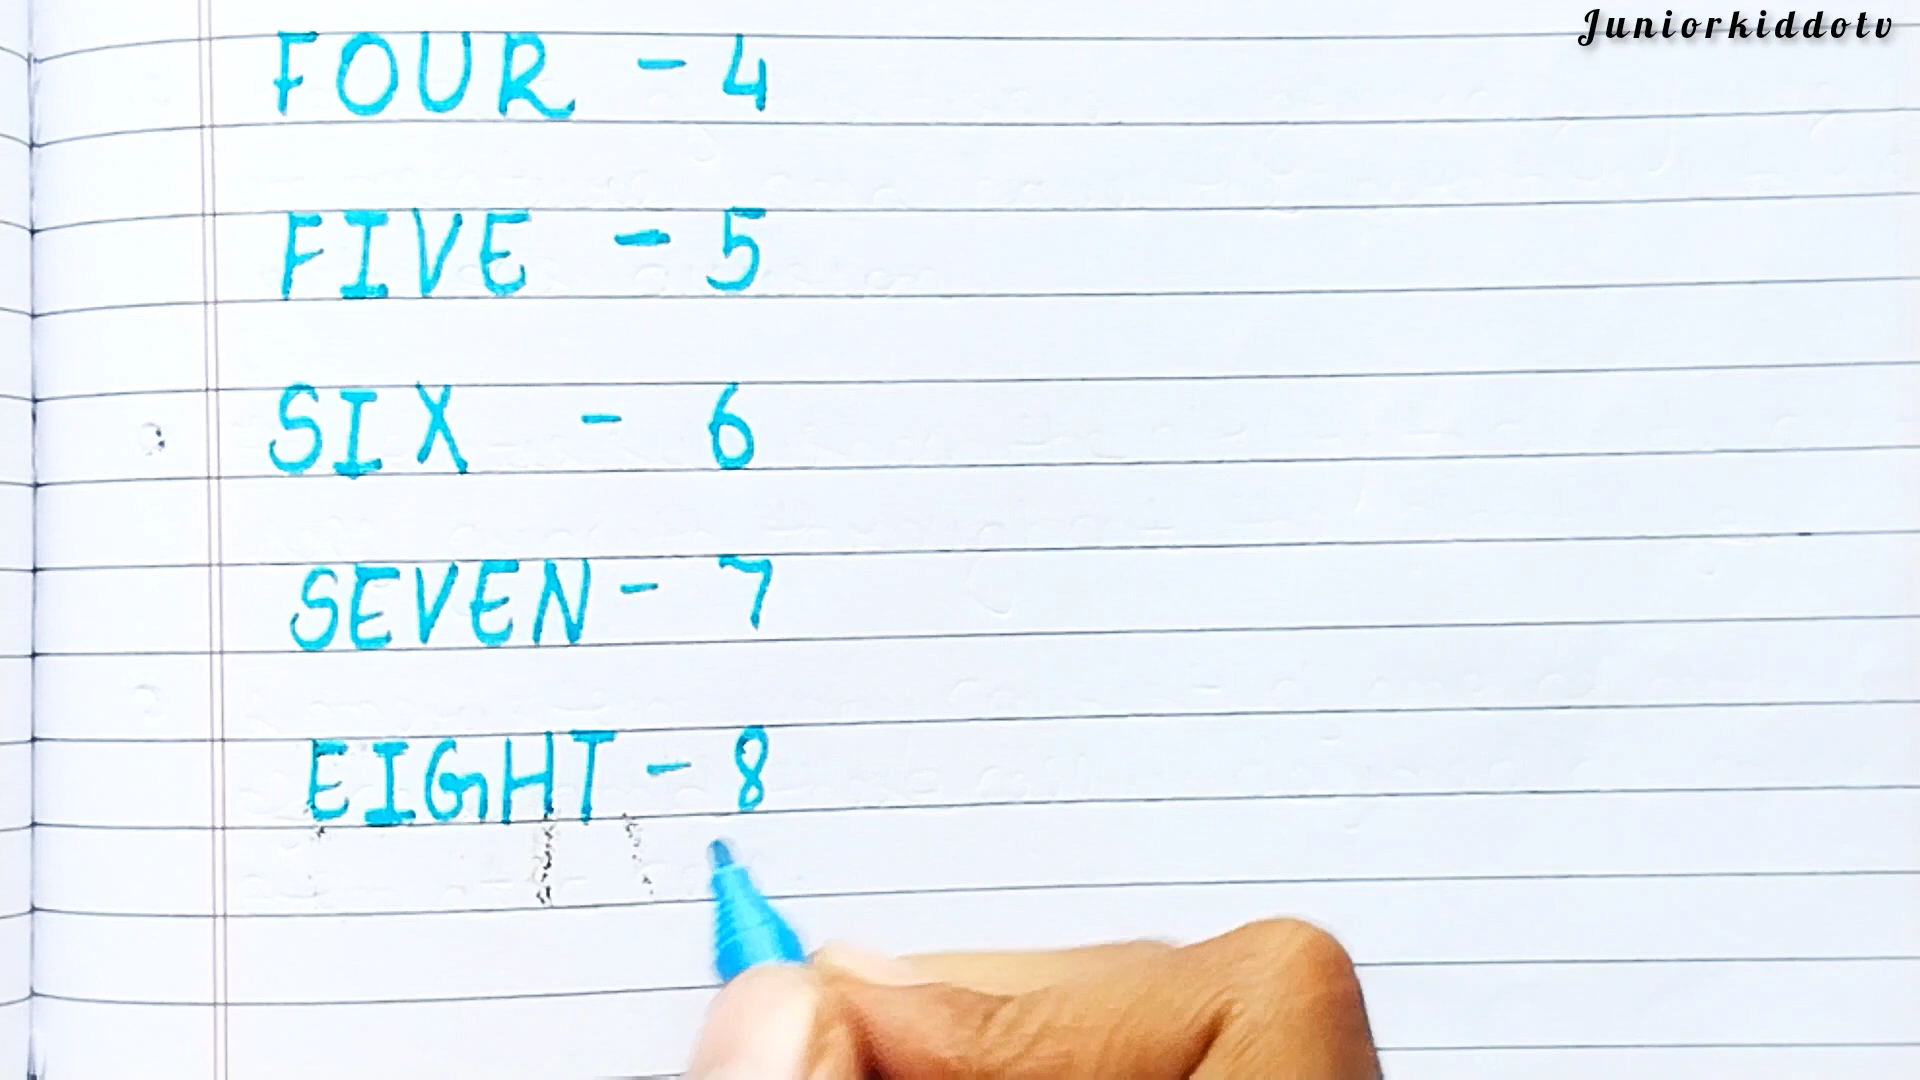 Juniorkiddotv
FOUR - 4
FIVE - 5
SIX - 6
SEVEN - 7
EIGHT - 8